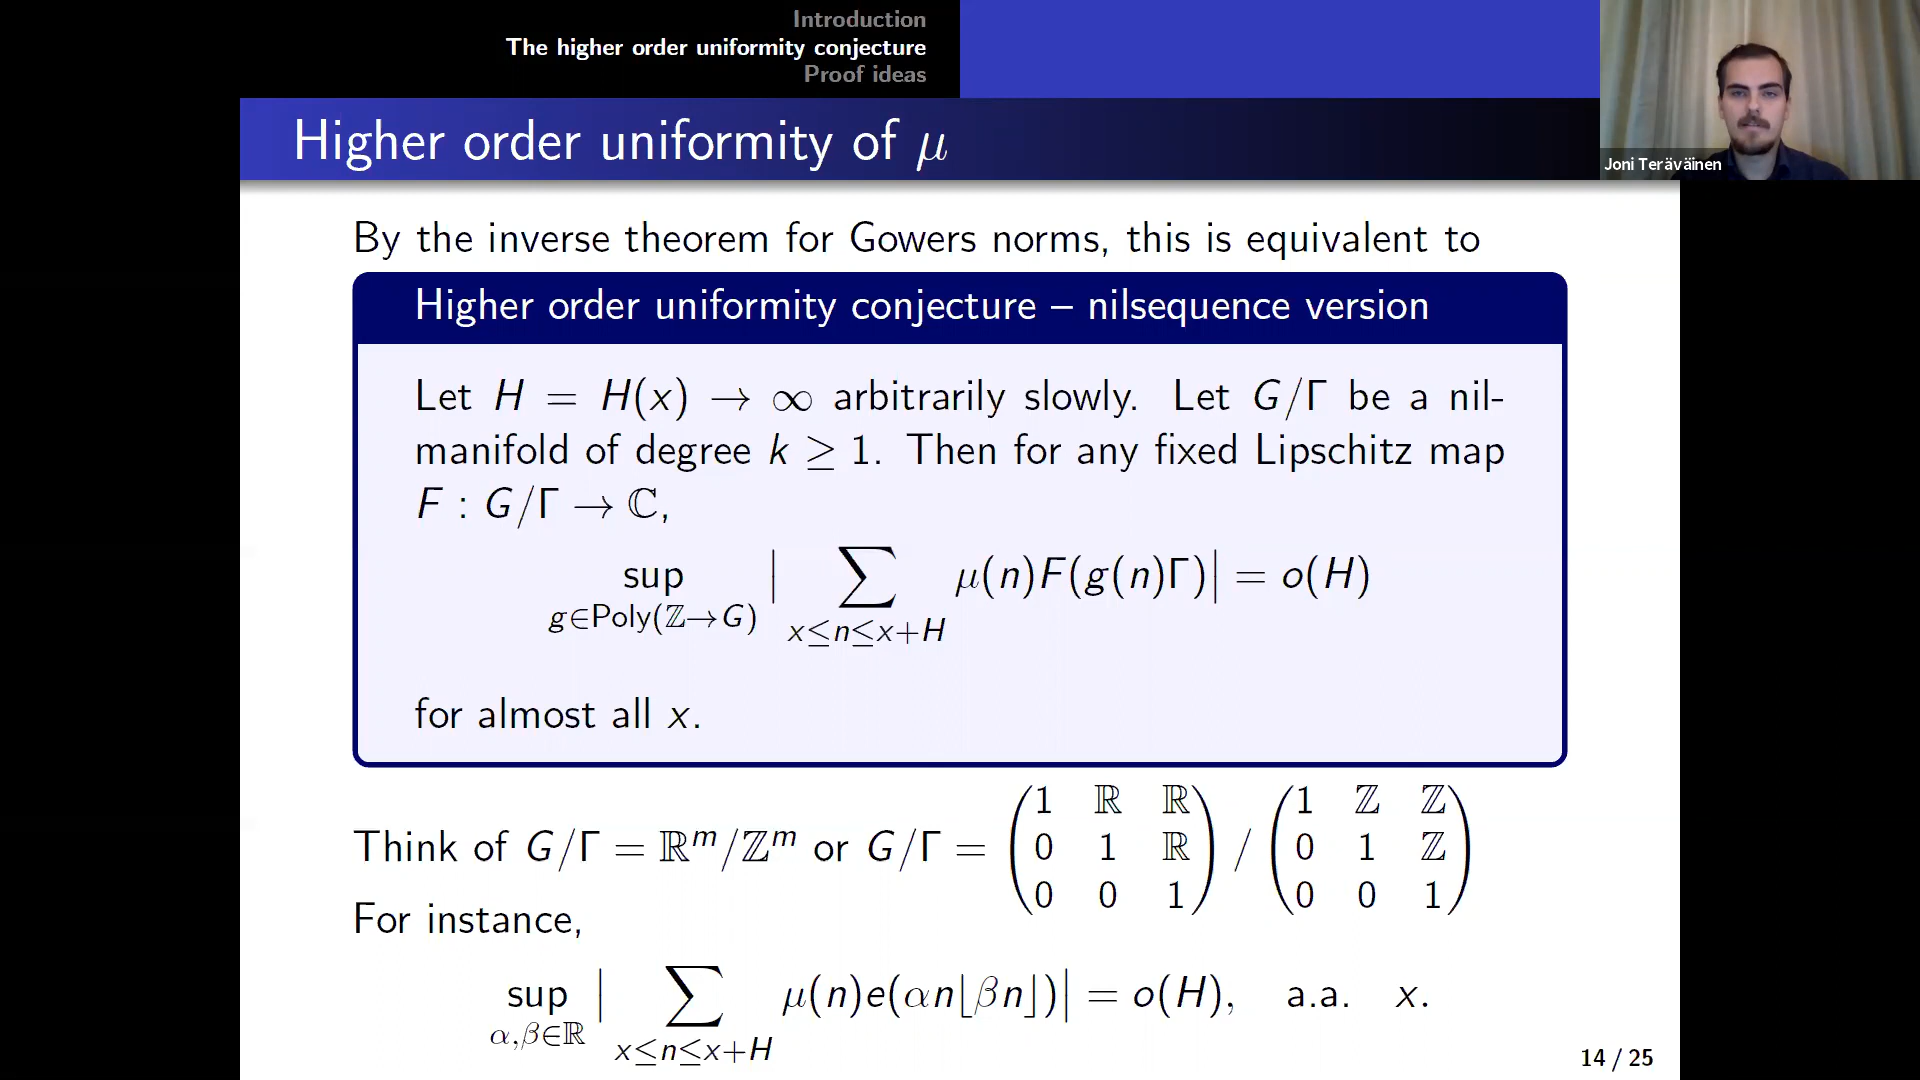 Introduction
The higher order uniformity conjecture
Proof ideas
Higher order uniformity of μ
Joni Teräväinen
By the inverse theorem for Gowers norms, this is equivalent to
Higher order uniformity conjecture – nilsequence version
Let H = H(x) → ∞ arbitrarily slowly. Let G/Γ be a nil-
manifold of degree k ≥ 1. Then for any fixed Lipschitz map
F : G/Γ → ℂ,
sup | ∑ μ(n)F(g(n)Γ)| = o(H)
g∈Poly(ℤ→G) x≤n≤x+H
for almost all x.
Think of G/Γ = ℝᵐ/ℤᵐ or G/Γ = (1 ℝ ℝ
0 1 ℝ
0 0 1) / (1 ℤ ℤ
0 1 ℤ
0 0 1)
For instance,
sup | ∑ μ(n)e(αn⌊βn⌋)| = o(H), a.a. x.
α,β∈ℝ x≤n≤x+H
14 / 25